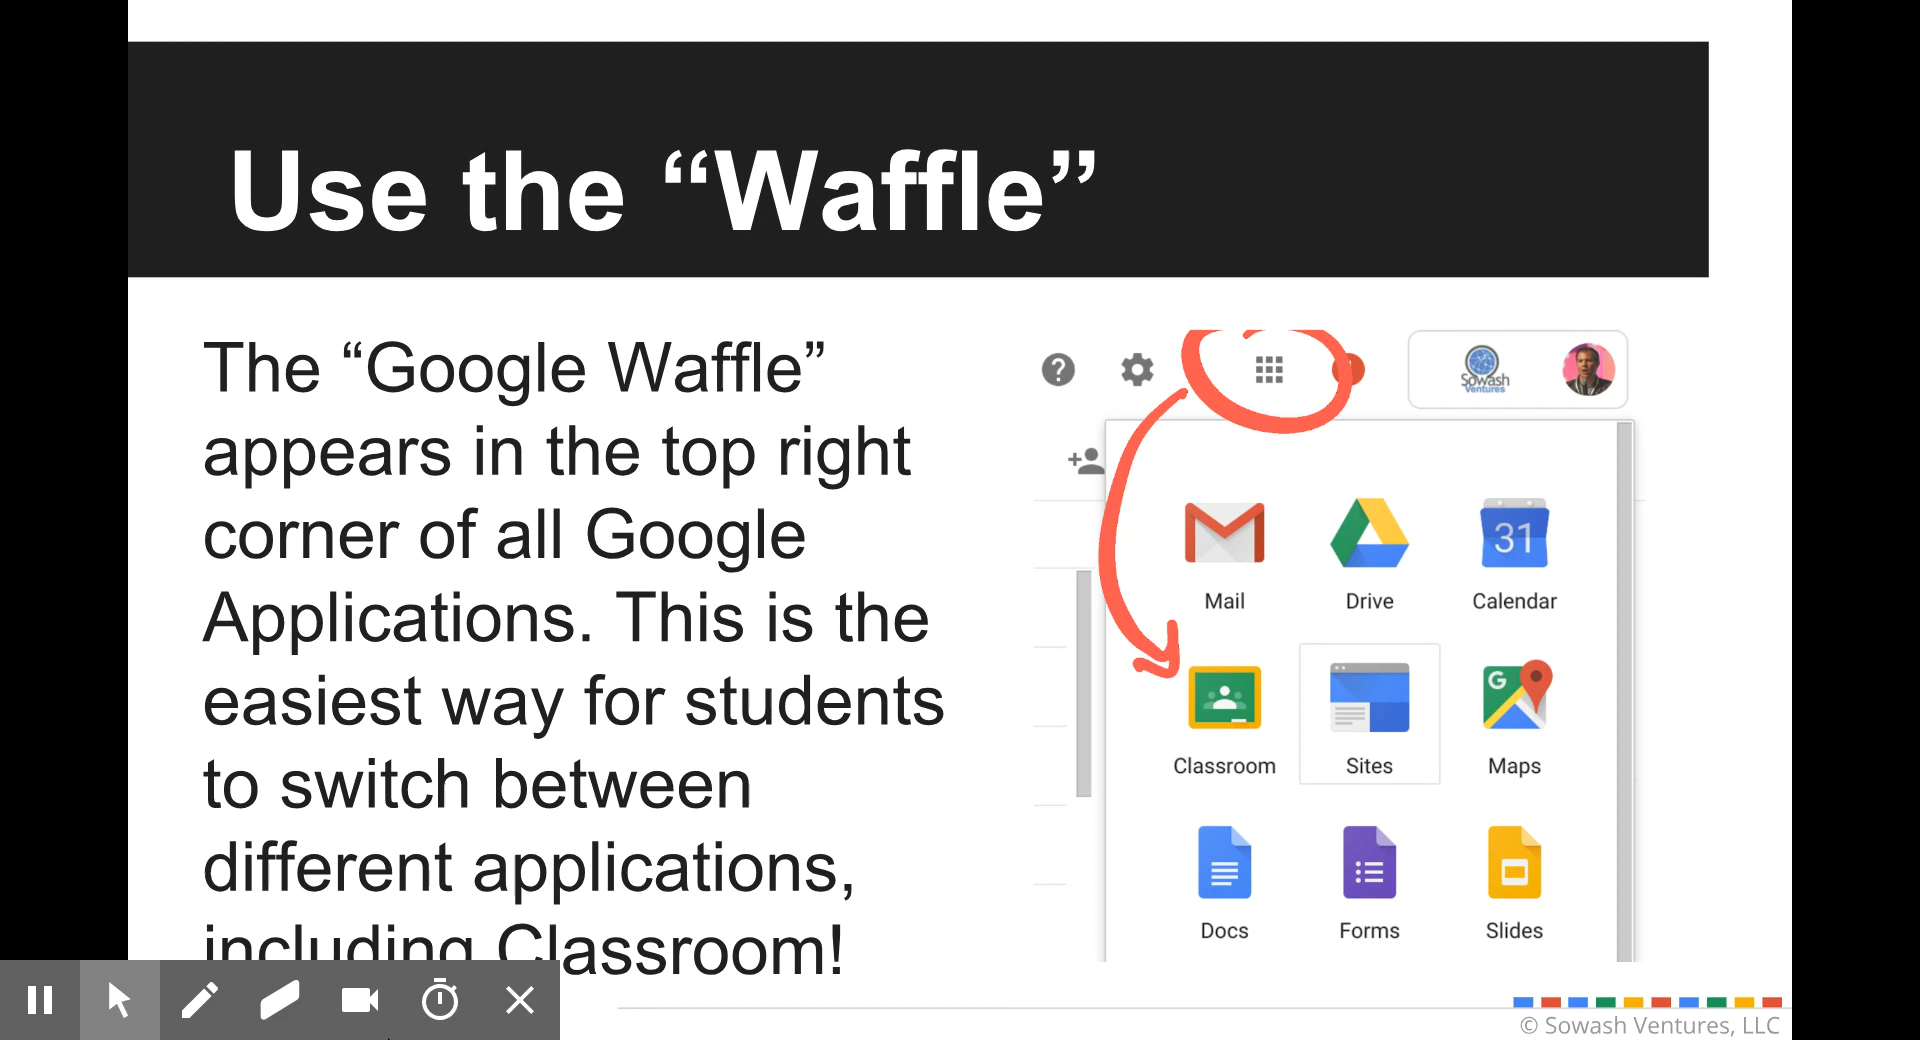 Use the “Waffle”
The “Google Waffle”
appears in the top right
corner of all Google
Applications. This is the
easiest way for students
to switch between
different applications,
including Classroom!
Sowash
Ventures
Mail
Drive
Calendar
31
Classroom
Sites
Maps
G
Docs
Forms
Slides
© Sowash Ventures, LLC